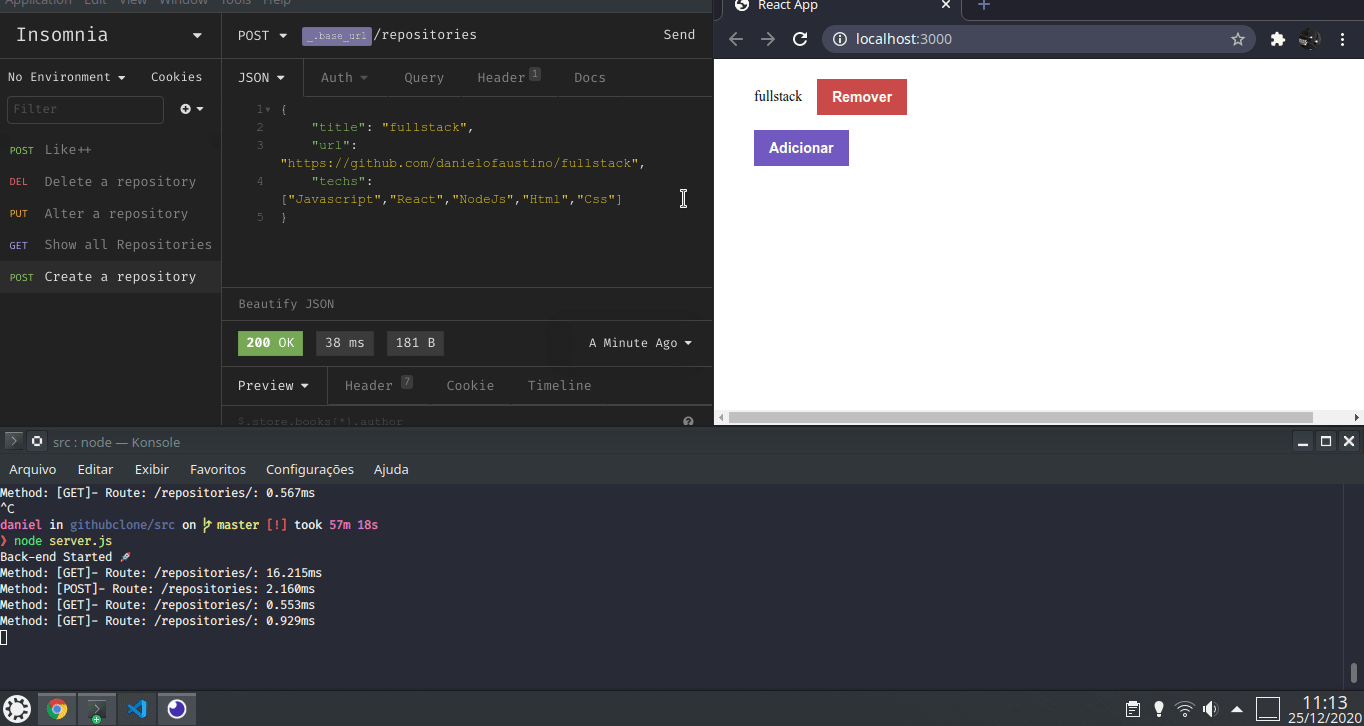 Application Edit View Window Tools Help
Insomnia
POST _.base_url/repositories Send
No Environment Cookies
JSON Auth Query Header 1 Docs
Filter
POST Like++
DEL Delete a repository
PUT Alter a repository
GET Show all Repositories
POST Create a repository
1 {
2 "title": "fullstack",
3 "url":
"https://github.com/danielofaustino/fullstack",
4 "techs":
["Javascript","React","NodeJs","Html","Css"]
5 }
Beautify JSON
200 OK 38 ms 181 B A Minute Ago
Preview Header 7 Cookie Timeline
$.store.books[*].author
React App
localhost:3000
fullstack Remover
Adicionar
src : node — Konsole
Arquivo Editar Exibir Favoritos Configurações Ajuda
Method: [GET]- Route: /repositories/: 0.567ms
^C
daniel in githubclone/src on master [!] took 57m 18s
❯ node server.js
Back-end Started 🚀
Method: [GET]- Route: /repositories/: 16.215ms
Method: [POST]- Route: /repositories: 2.160ms
Method: [GET]- Route: /repositories/: 0.553ms
Method: [GET]- Route: /repositories/: 0.929ms
11:13
25/12/2020